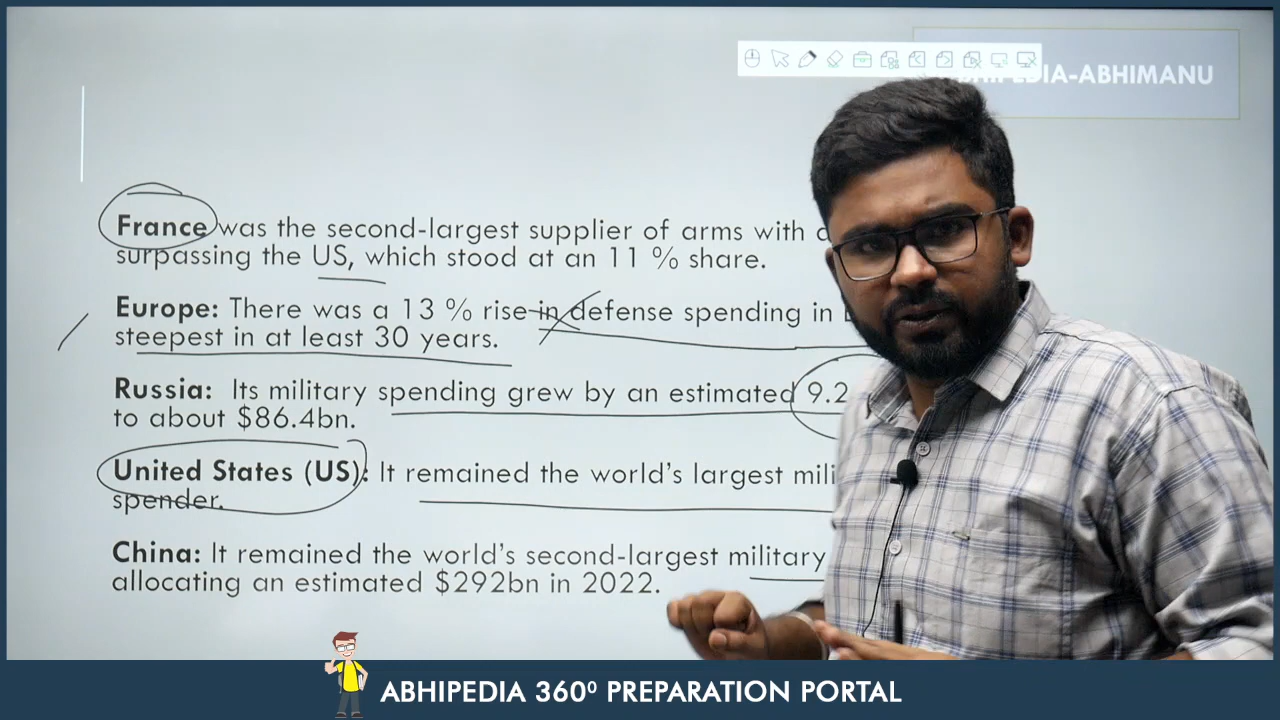 PEDIA-ABHIMANU
France was the second-largest supplier of arms with
surpassing the US, which stood at an 11 % share.
Europe: There was a 13 % rise in defense spending in
steepest in at least 30 years.
Russia: Its military spending grew by an estimated 9.2
to about $86.4bn.
United States (US): It remained the world's largest mili
spender.
China: It remained the world's second-largest military
allocating an estimated $292bn in 2022.
ABHIPEDIA 360⁰ PREPARATION PORTAL